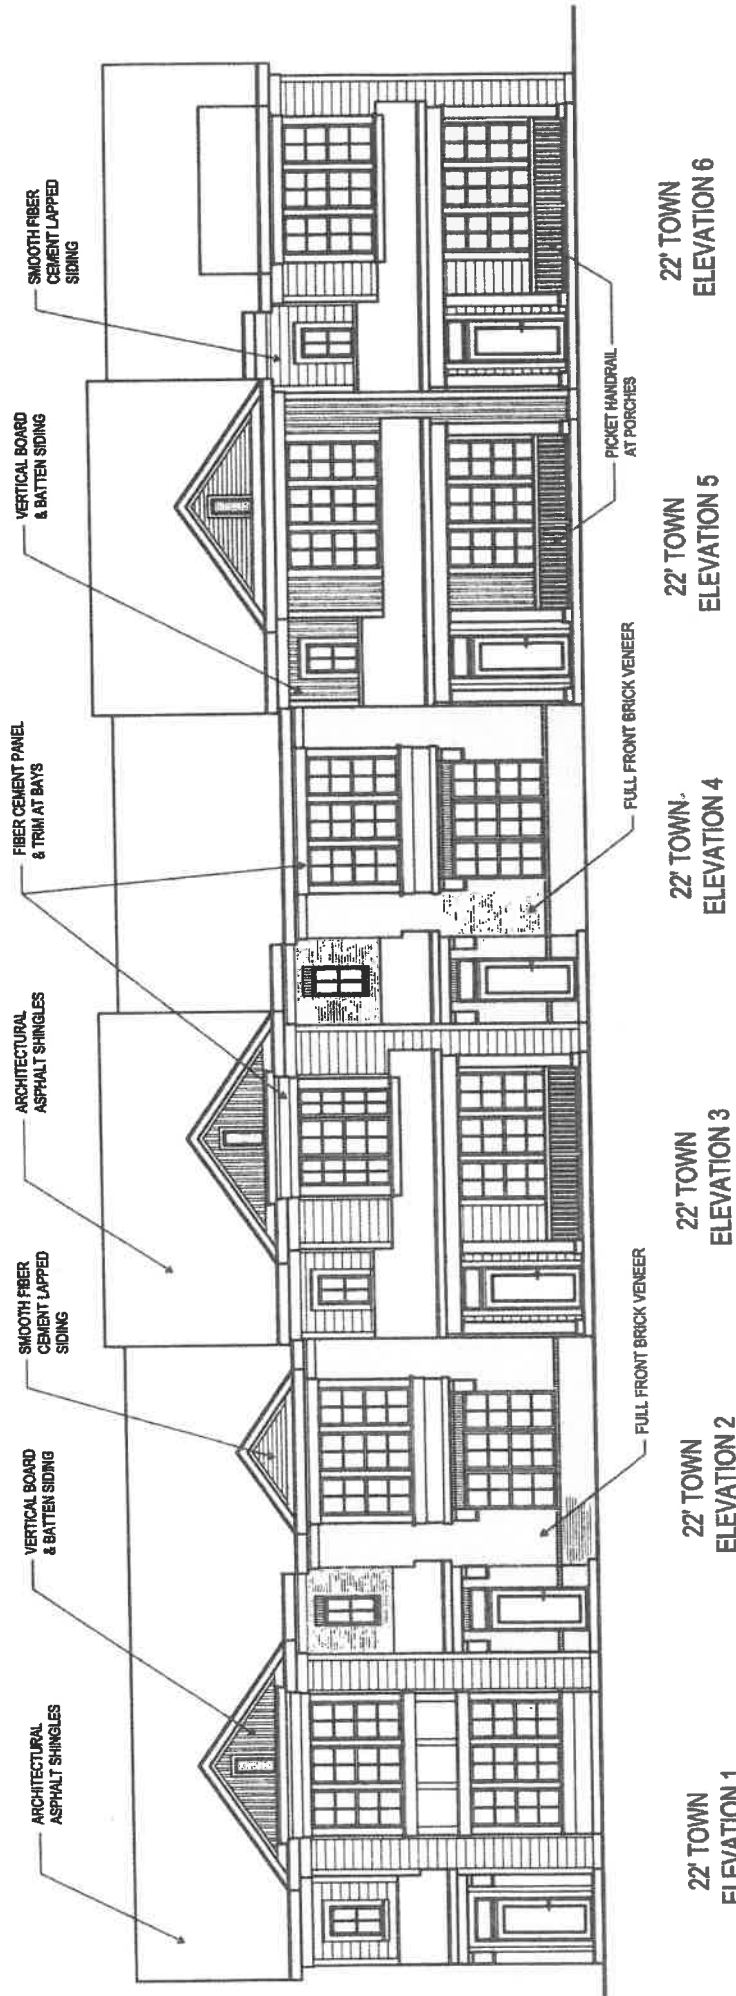 ARCHITECTURAL
ASPHALT SHINGLES
VERTICAL BOARD
& BATTEN SIDING
SMOOTH FIBER
CEMENT LAPPED
SIDING
ARCHITECTURAL
ASPHALT SHINGLES
FIBER CEMENT PANEL
& TRIM AT BAYS
VERTICAL BOARD
& BATTEN SIDING
SMOOTH FIBER
CEMENT LAPPED
SIDING
FULL FRONT BRICK VENEER
FULL FRONT BRICK VENEER
PICKET HANDRAIL
AT PORCHES
22' TOWN
ELEVATION 1
22' TOWN
ELEVATION 2
22' TOWN
ELEVATION 3
22' TOWN
ELEVATION 4
22' TOWN
ELEVATION 5
22' TOWN
ELEVATION 6